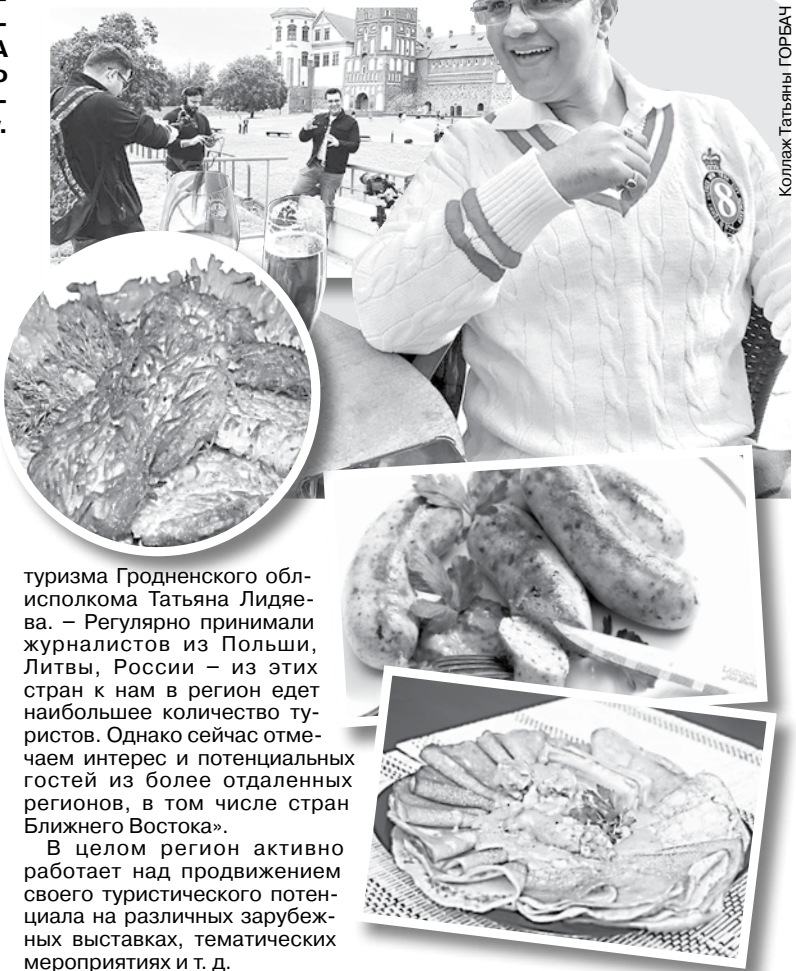 А
Р
-
у.
Коллаж Татьяны ГОРБАЧ
8
туризма Гродненского обл-
исполкома Татьяна Лидяе-
ва. – Регулярно принимали
журналистов из Польши,
Литвы, России – из этих
стран к нам в регион едет
наибольшее количество ту-
ристов. Однако сейчас отме-
чаем интерес и потенциальных
гостей из более отдаленных
регионов, в том числе стран
Ближнего Востока».
В целом регион активно
работает над продвижением
своего туристического потен-
циала на различных зарубеж-
ных выставках, тематических
мероприятиях и т. д.